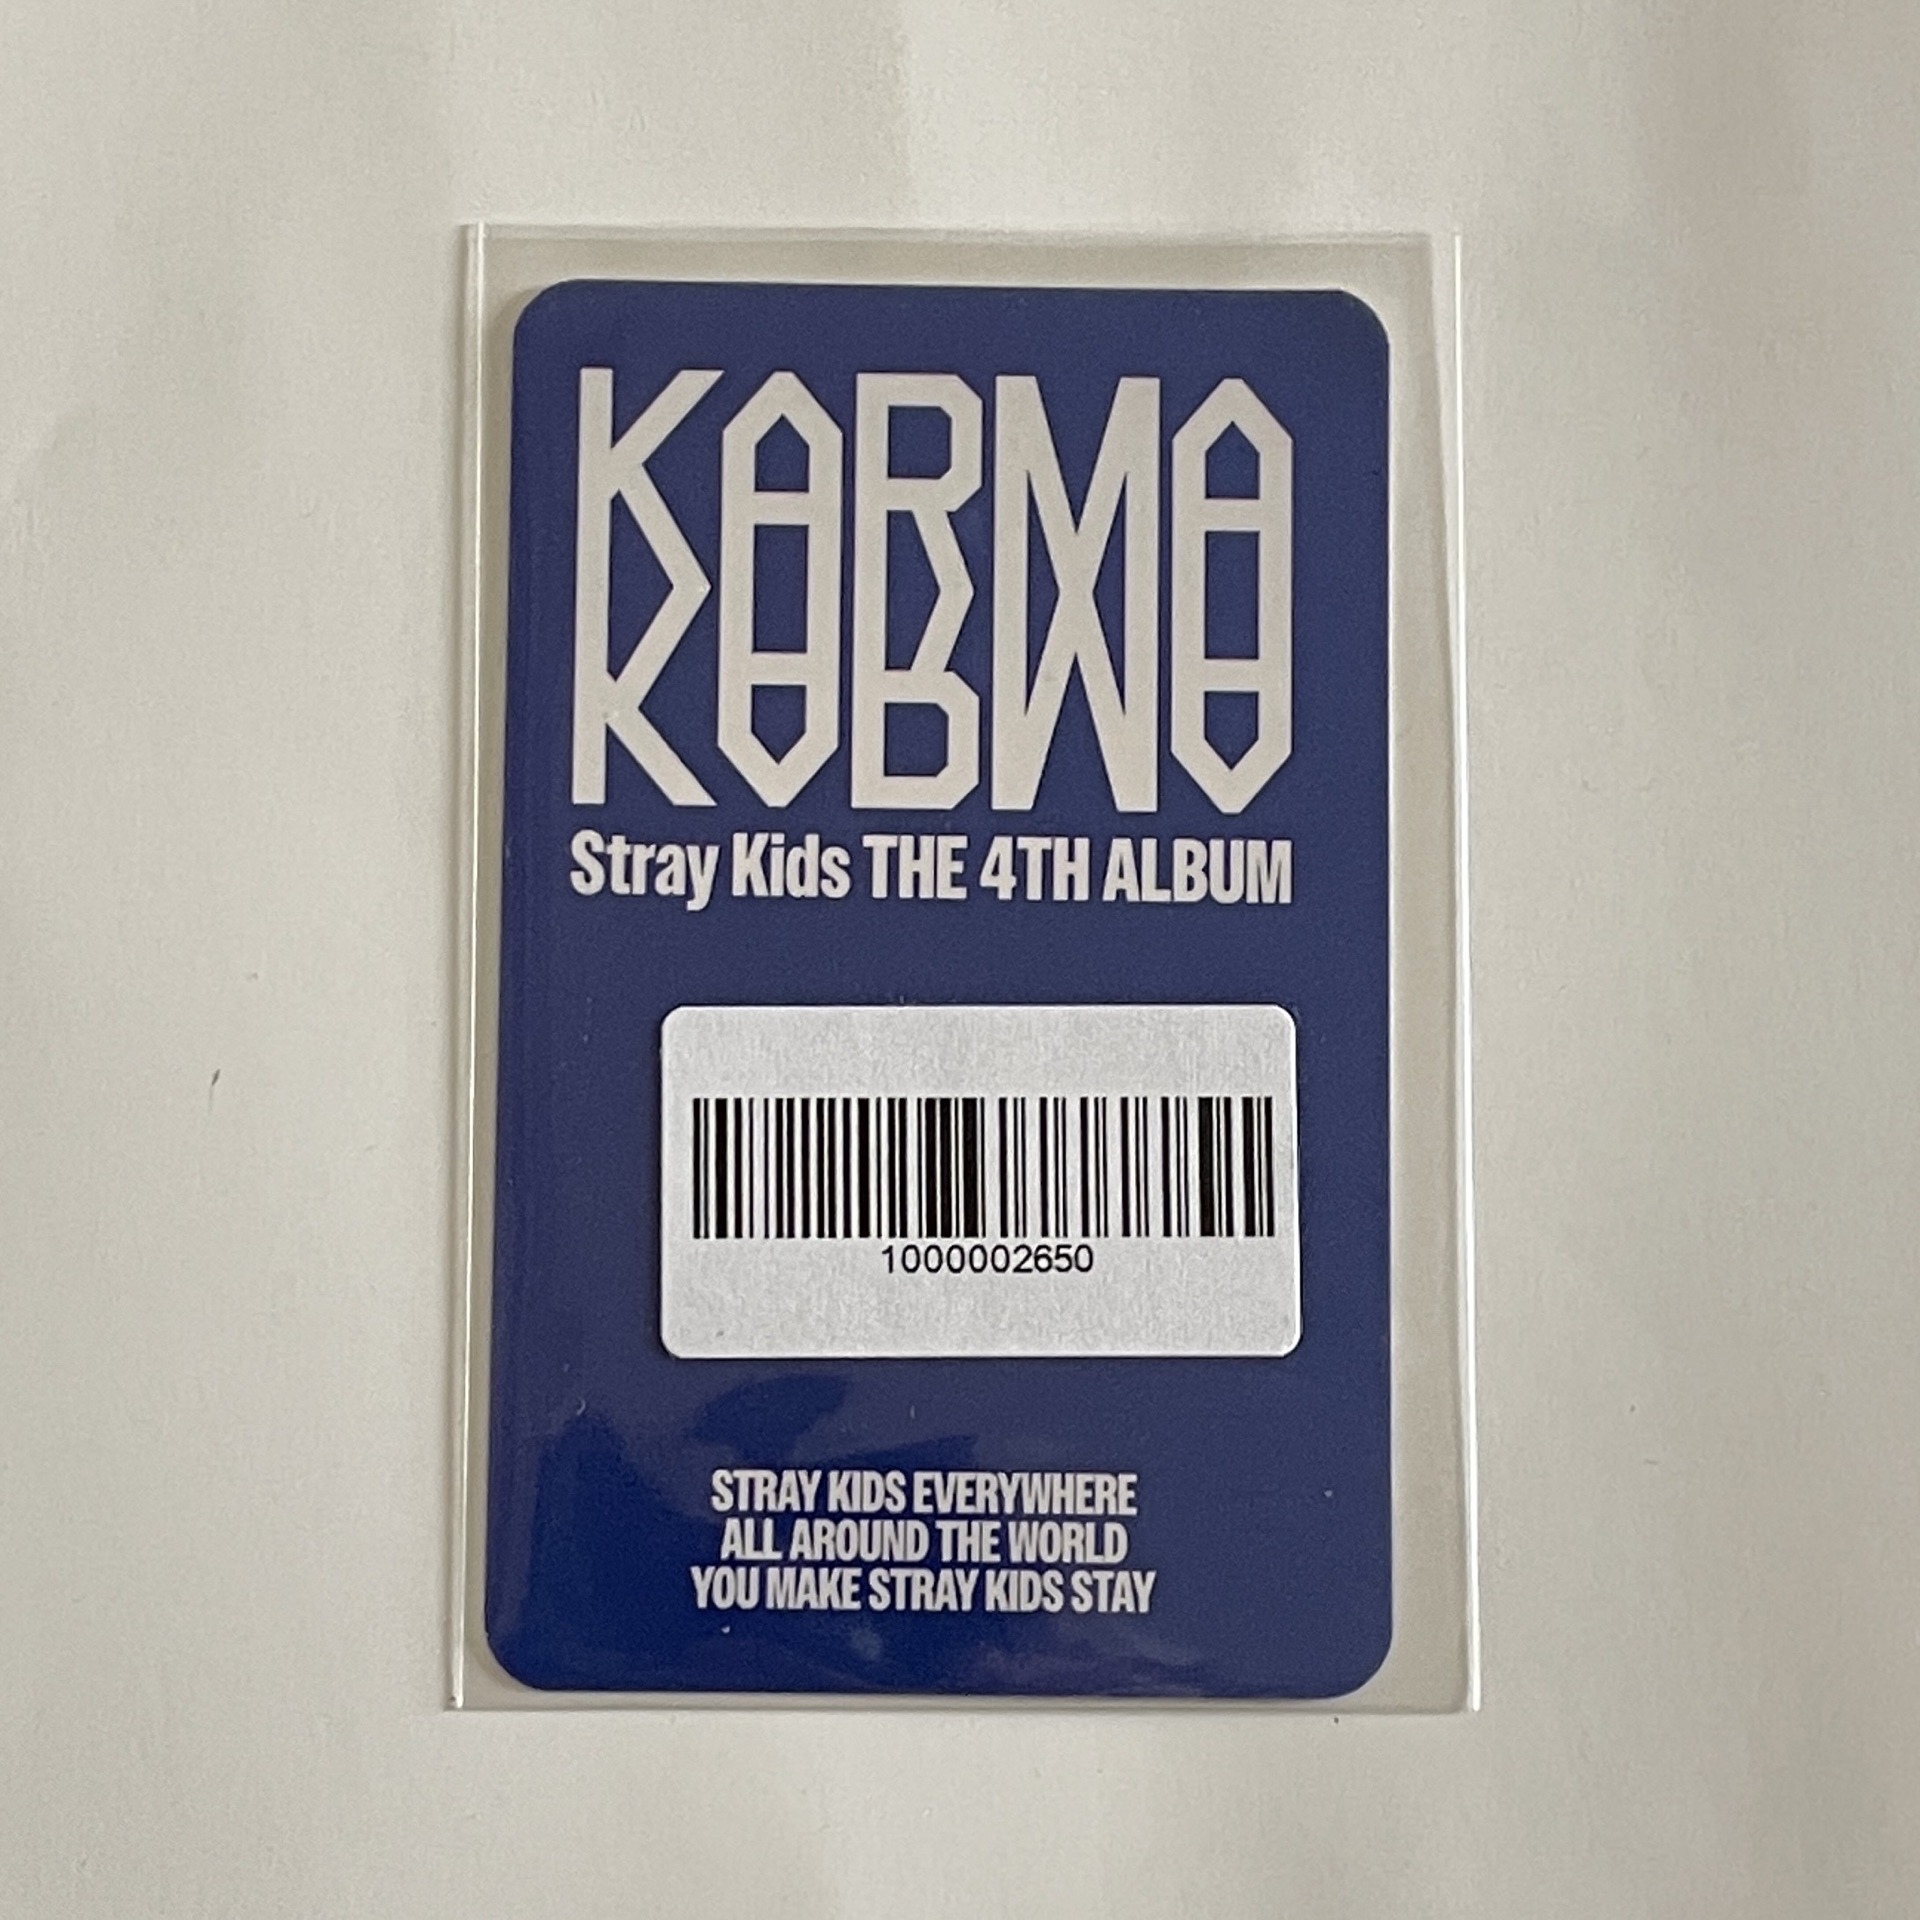 KARMA
Stray Kids THE 4TH ALBUM
1000002650
STRAY KIDS EVERYWHERE
ALL AROUND THE WORLD
YOU MAKE STRAY KIDS STAY